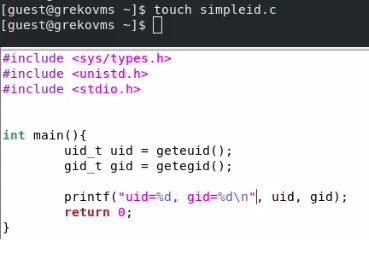 [guest@grekovms ~]$ touch simpleid.c
[guest@grekovms ~]$
#include <sys/types.h>
#include <unistd.h>
#include <stdio.h>
int main(){
        uid_t uid = geteuid();
        gid_t gid = getegid();
        printf("uid=%d, gid=%d\n", uid, gid);
        return 0;
}